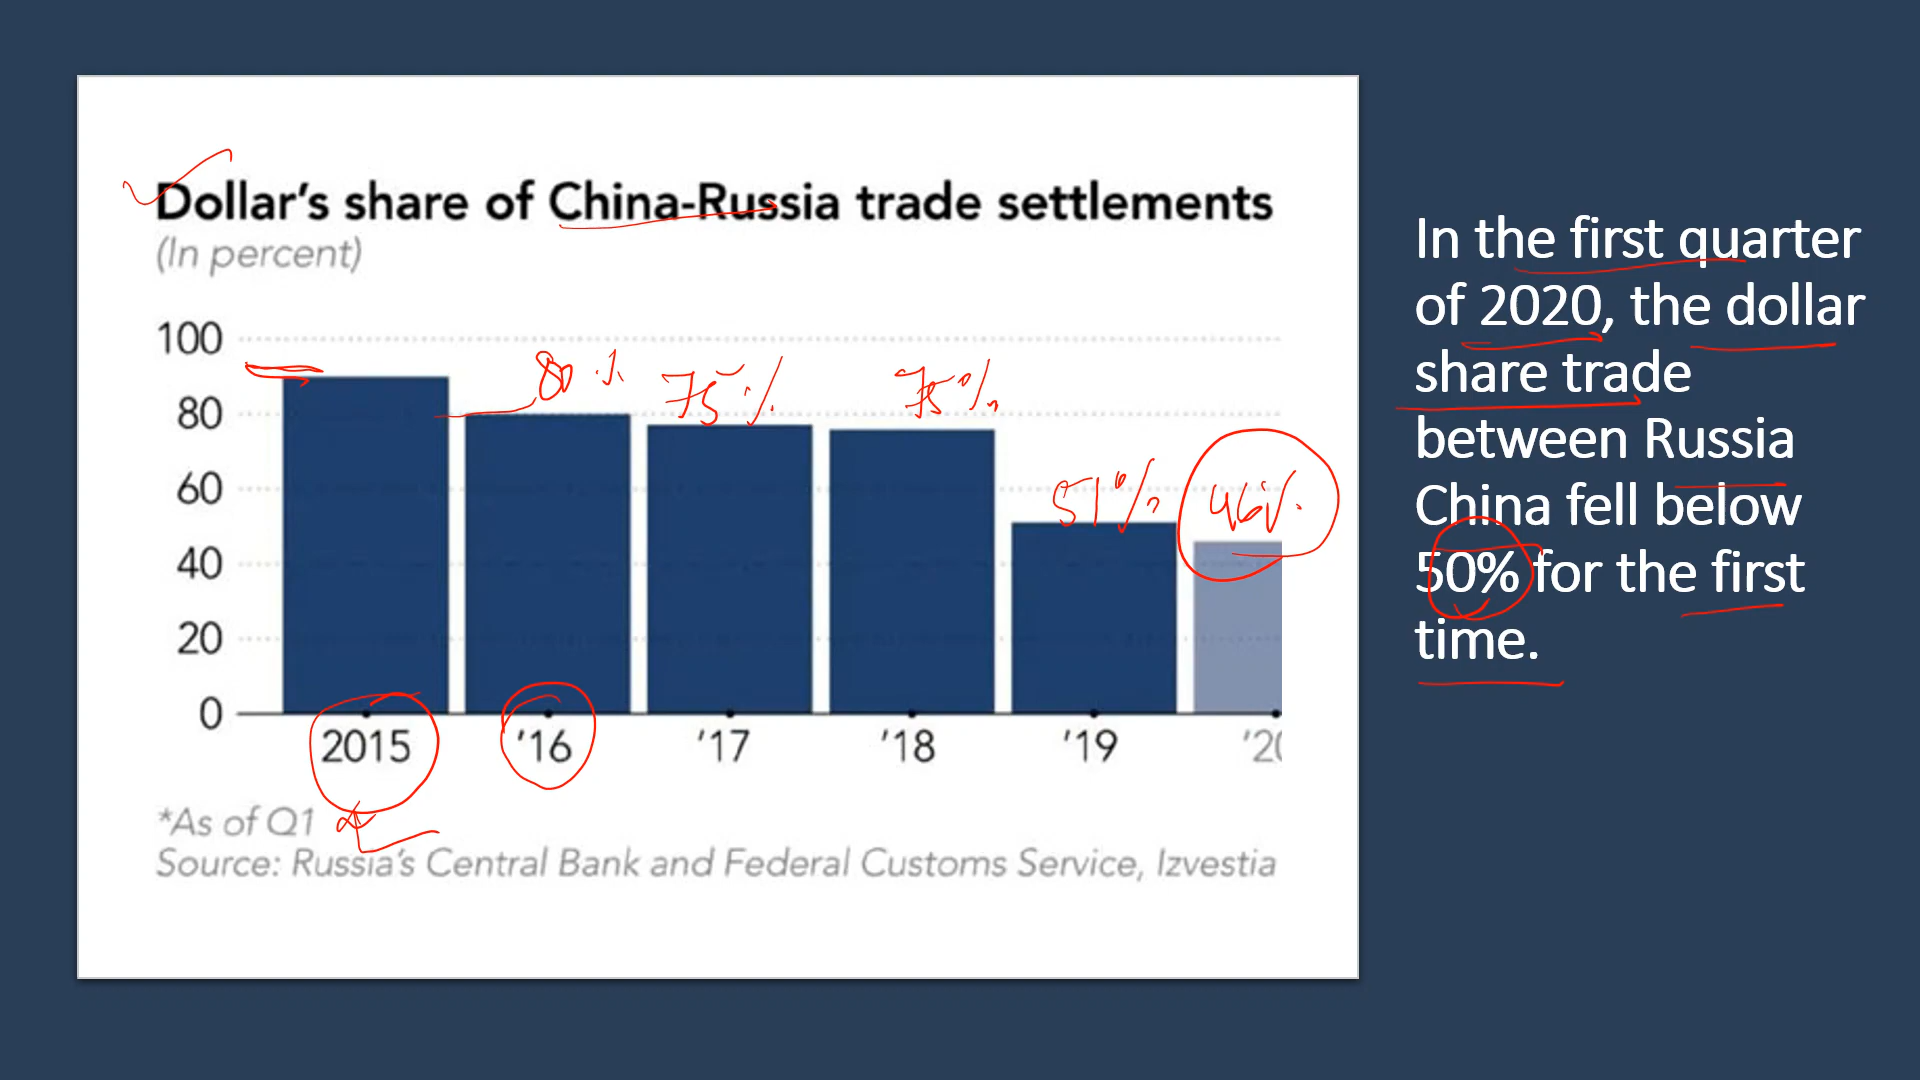 Dollar's share of China-Russia trade settlements
(In percent)
100
80
60
40
20
0
80 %
75 %
75 %
51 %
46 %
2015
'16
'17
'18
'19
'20
*As of Q1
Source: Russia's Central Bank and Federal Customs Service, Izvestia
In the first quarter
of 2020, the dollar
share trade
between Russia
China fell below
50% for the first
time.